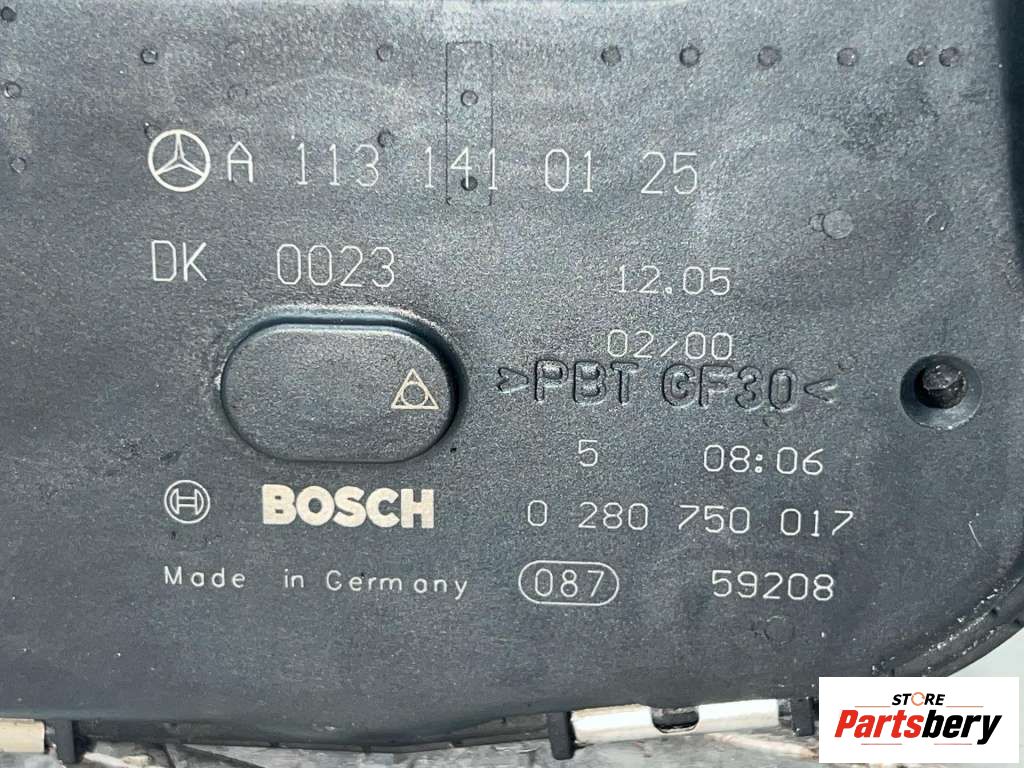 A 113 141 01 25
DK 0023
12.05
02/00
>PBT GF30<
5 08:06
BOSCH 0 280 750 017
Made in Germany 087 59208
STORE
Partsbery